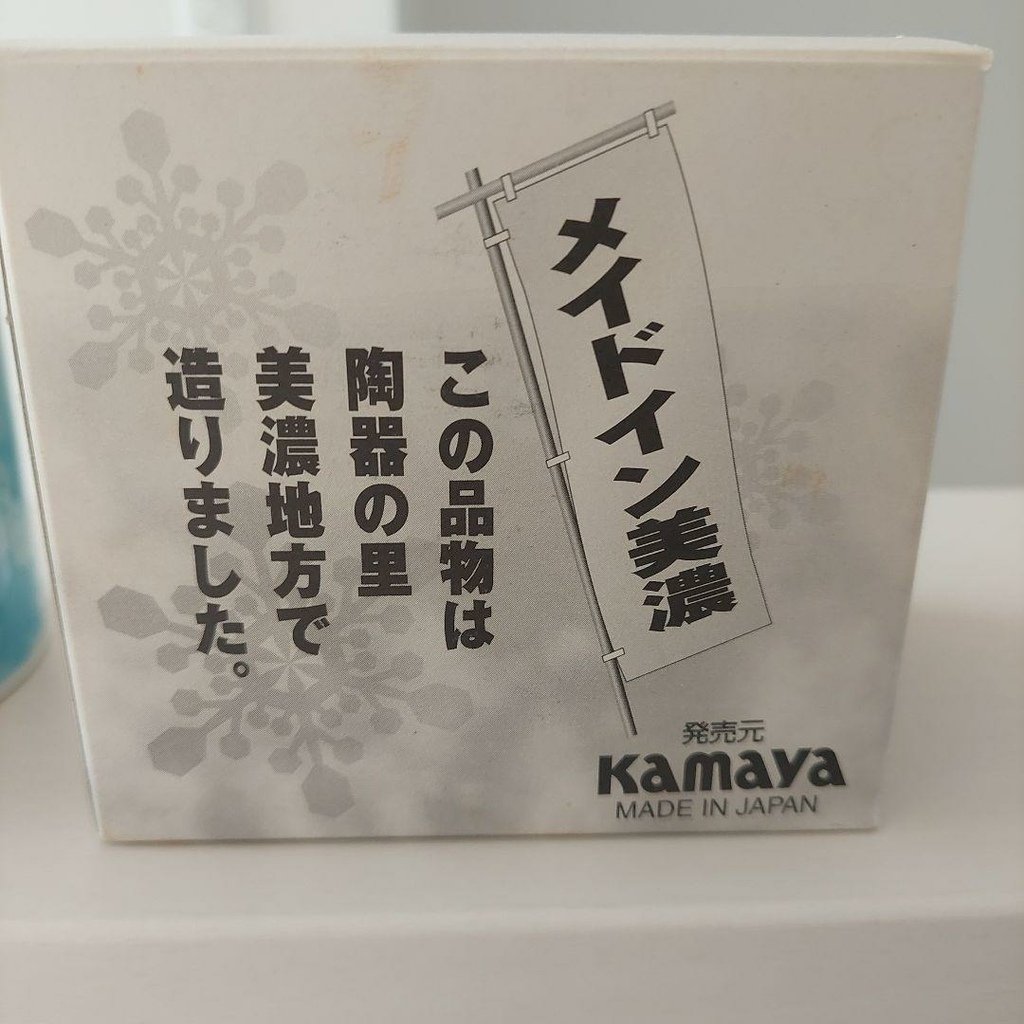 メイドイン美濃
この品物は
陶器の里
美濃地方で
造りました。
発売元
Kamaya
MADE IN JAPAN